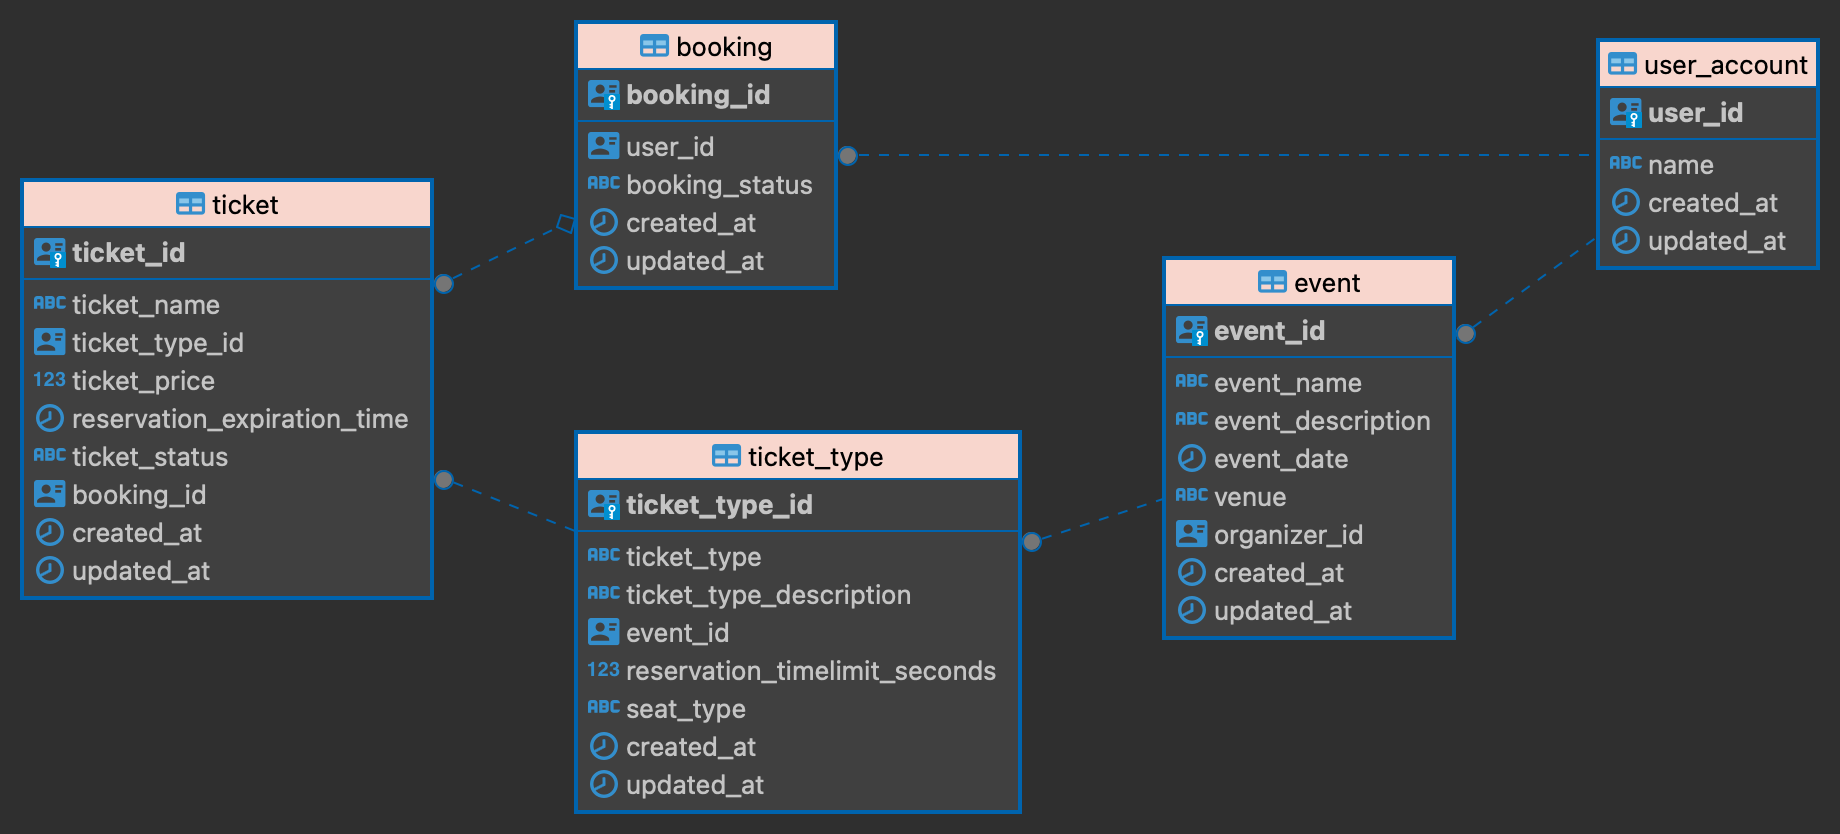 booking
booking_id
user_id
ABC booking_status
created_at
updated_at
user_account
user_id
ABC name
created_at
updated_at
ticket
ticket_id
ABC ticket_name
ticket_type_id
123 ticket_price
reservation_expiration_time
ABC ticket_status
booking_id
created_at
updated_at
event
event_id
ABC event_name
ABC event_description
event_date
ABC venue
organizer_id
created_at
updated_at
ticket_type
ticket_type_id
ABC ticket_type
ABC ticket_type_description
event_id
123 reservation_timelimit_seconds
ABC seat_type
created_at
updated_at